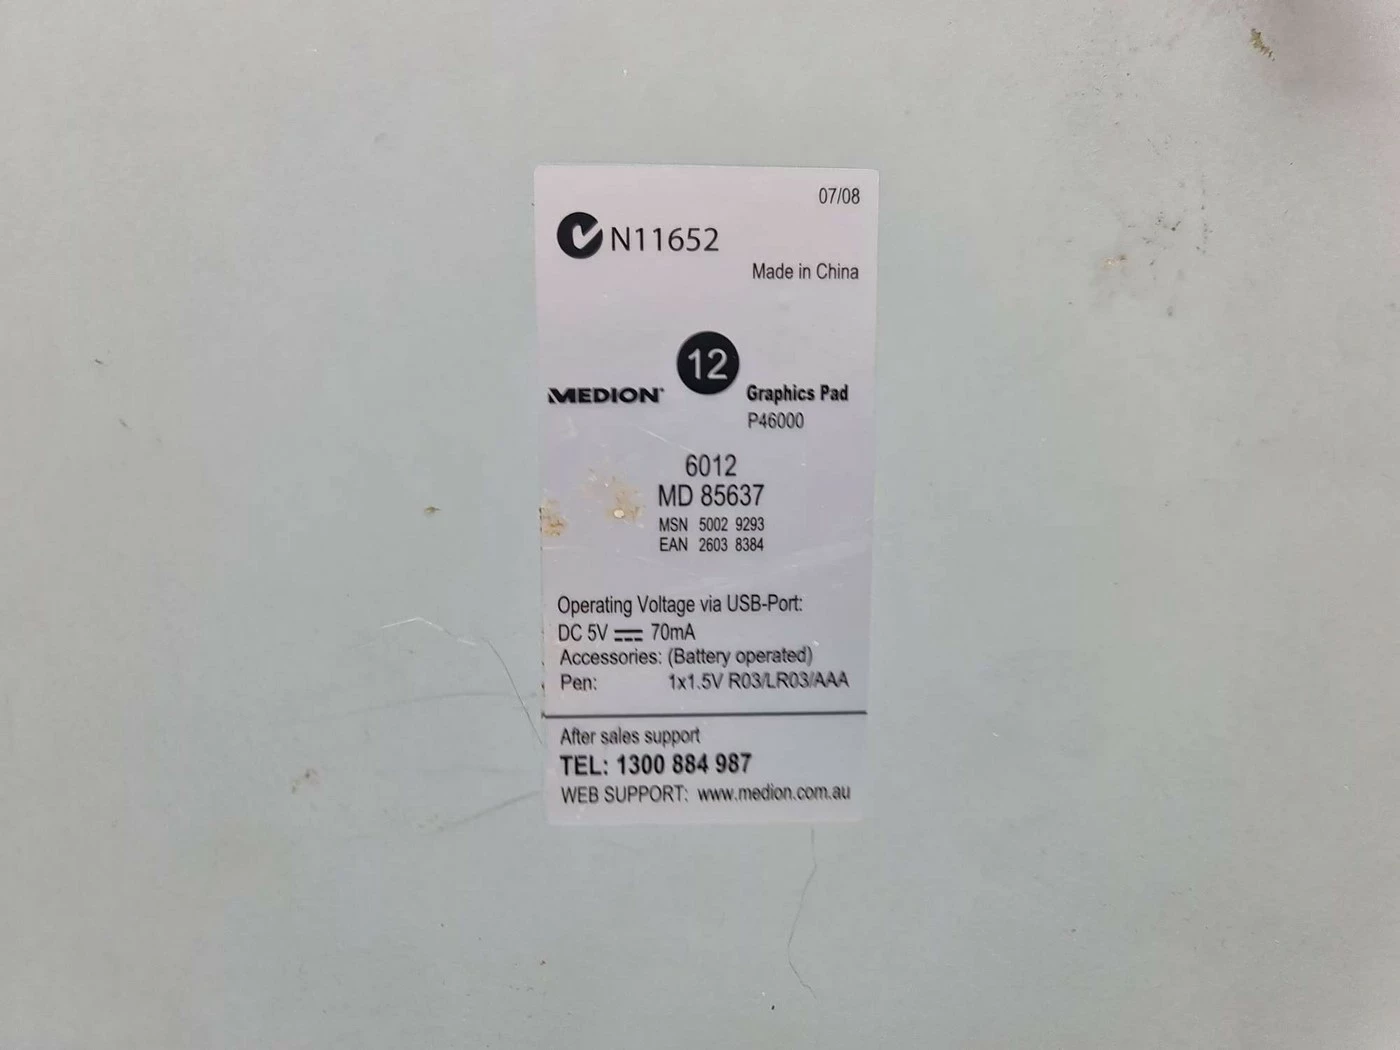 07/08
N11652
Made in China
12
MEDION
Graphics Pad
P46000
6012
MD 85637
MSN 5002 9293
EAN 2603 8384
Operating Voltage via USB-Port:
DC 5V ⎓ 70mA
Accessories: (Battery operated)
Pen: 1x1.5V R03/LR03/AAA
After sales support
TEL: 1300 884 987
WEB SUPPORT: www.medion.com.au